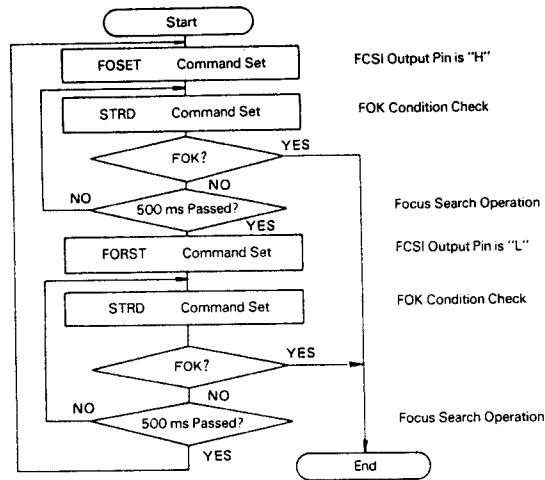 Start
FOSET Command Set FCSI Output Pin is "H"
STRD Command Set FOK Condition Check
FOK? YES
NO
NO 500 ms Passed? Focus Search Operation
YES
FORST Command Set FCSI Output Pin is "L"
STRD Command Set FOK Condition Check
FOK? YES
NO
NO 500 ms Passed? Focus Search Operation
YES
End